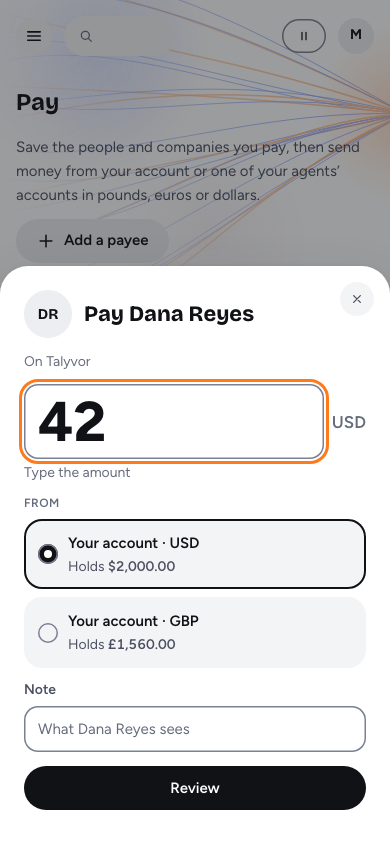 M
Pay
Save the people and companies you pay, then send
money from your account or one of your agents’
accounts in pounds, euros or dollars.
Add a payee
DR
Pay Dana Reyes
On Talyvor
42
USD
Type the amount
FROM
Your account · USD
Holds $2,000.00
Your account · GBP
Holds £1,560.00
Note
What Dana Reyes sees
Review